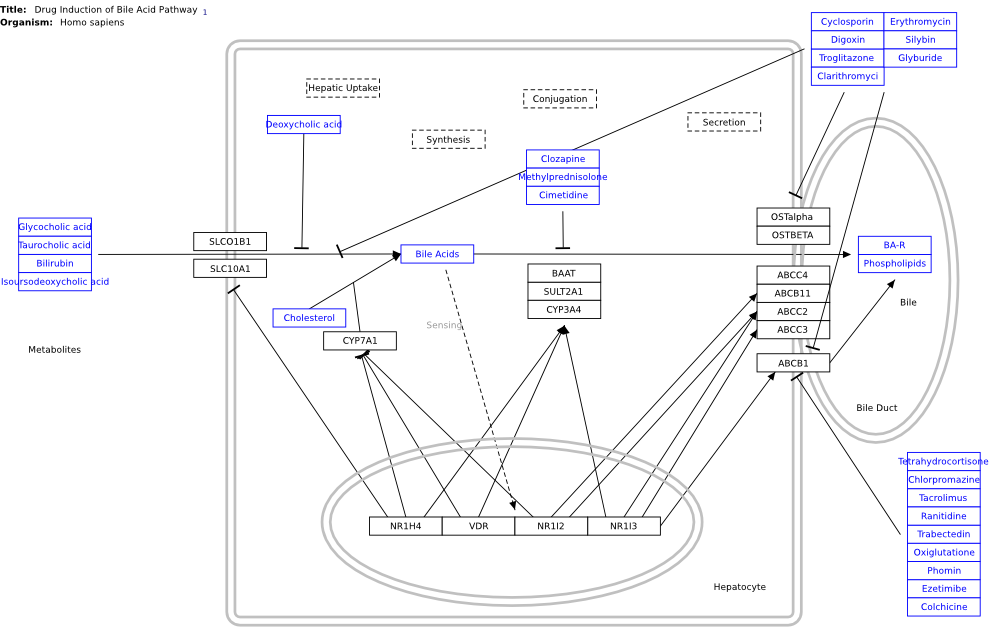 Title: Drug Induction of Bile Acid Pathway 1
Organism: Homo sapiens
Cyclosporin Erythromycin
Digoxin Silybin
Troglitazone Glyburide
Clarithromyci
Hepatic Uptake
Conjugation
Deoxycholic acid
Secretion
Synthesis
Clozapine
Methylprednisolone
Cimetidine
Glycocholic acid
Taurocholic acid
Bilirubin
Isoursodeoxycholic acid
SLCO1B1
SLC10A1
Bile Acids
OSTalpha
OSTBETA
BA-R
Phospholipids
BAAT
SULT2A1
CYP3A4
ABCC4
ABCB11
ABCC2
ABCC3
ABCB1
Bile
Cholesterol
Sensing
CYP7A1
Metabolites
Bile Duct
Tetrahydrocortisone
Chlorpromazine
Tacrolimus
Ranitidine
Trabectedin
Oxiglutatione
Phomin
Ezetimibe
Colchicine
NR1H4 VDR NR1I2 NR1I3
Hepatocyte